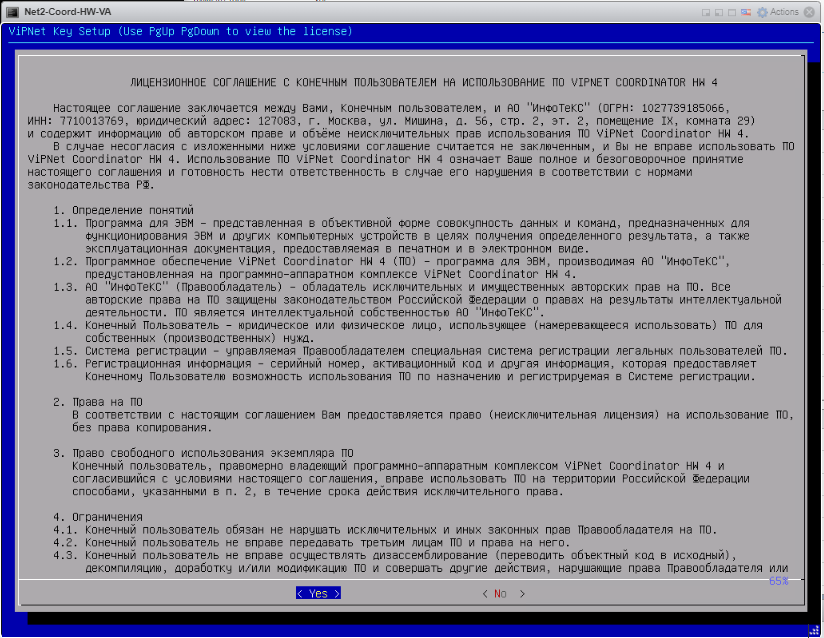 Net2-Coord-HW-VA
Actions
ViPNet Key Setup (Use PgUp PgDown to view the license)
ЛИЦЕНЗИОННОЕ СОГЛАШЕНИЕ С КОНЕЧНЫМ ПОЛЬЗОВАТЕЛЕМ НА ИСПОЛЬЗОВАНИЕ ПО VIPNET COORDINATOR HW 4
Настоящее соглашение заключается между Вами, Конечным пользователем, и АО "ИнфоТеКС" (ОГРН: 1027739185066,
ИНН: 7710013769, юридический адрес: 127083, г. Москва, ул. Мишина, д. 56, стр. 2, эт. 2, помещение IX, комната 29)
и содержит информацию об авторском праве и объёме неисключительных прав использования ПО ViPNet Coordinator HW 4.
В случае несогласия с изложенными ниже условиями соглашение считается не заключенным, и Вы не вправе использовать ПО
ViPNet Coordinator HW 4. Использование ПО ViPNet Coordinator HW 4 означает Ваше полное и безоговорочное принятие
настоящего соглашения и готовность нести ответственность в случае его нарушения в соответствии с нормами
законодательства РФ.
1. Определение понятий
1.1. Программа для ЭВМ – представленная в объективной форме совокупность данных и команд, предназначенных для
функционирования ЭВМ и других компьютерных устройств в целях получения определенного результата, а также
эксплуатационная документация, предоставляемая в печатном и в электронном виде.
1.2. Программное обеспечение ViPNet Coordinator HW 4 (ПО) – программа для ЭВМ, производимая АО "ИнфоТеКС",
предустановленная на программно-аппаратном комплексе ViPNet Coordinator HW 4.
1.3. АО "ИнфоТеКС" (Правообладатель) – обладатель исключительных и имущественных авторских прав на ПО. Все
авторские права на ПО защищены законодательством Российской Федерации о правах на результаты интеллектуальной
деятельности. ПО является интеллектуальной собственностью АО "ИнфоТеКС".
1.4. Конечный Пользователь – юридическое или физическое лицо, использующее (намеревающееся использовать) ПО для
собственных (производственных) нужд.
1.5. Система регистрации – управляемая Правообладателем специальная система регистрации легальных пользователей ПО.
1.6. Регистрационная информация – серийный номер, активационный код и другая информация, которая предоставляет
Конечному Пользователю возможность использования ПО по назначению и регистрируемая в Системе регистрации.
2. Права на ПО
В соответствии с настоящим соглашением Вам предоставляется право (неисключительная лицензия) на использование ПО,
без права копирования.
3. Право свободного использования экземпляра ПО
Конечный пользователь, правомерно владеющий программно-аппаратным комплексом ViPNet Coordinator HW 4 и
согласившийся с условиями настоящего соглашения, вправе использовать ПО на территории Российской Федерации
способами, указанными в п. 2, в течение срока действия исключительного права.
4. Ограничения
4.1. Конечный пользователь обязан не нарушать исключительных и иных законных прав Правообладателя на ПО.
4.2. Конечный пользователь не вправе передавать третьим лицам ПО и права на него.
4.3. Конечный пользователь не вправе осуществлять дизассемблирование (переводить объектный код в исходный),
декомпиляцию, доработку и/или модификацию ПО и совершать другие действия, нарушающие права Правообладателя или
65%
< Yes > < No >